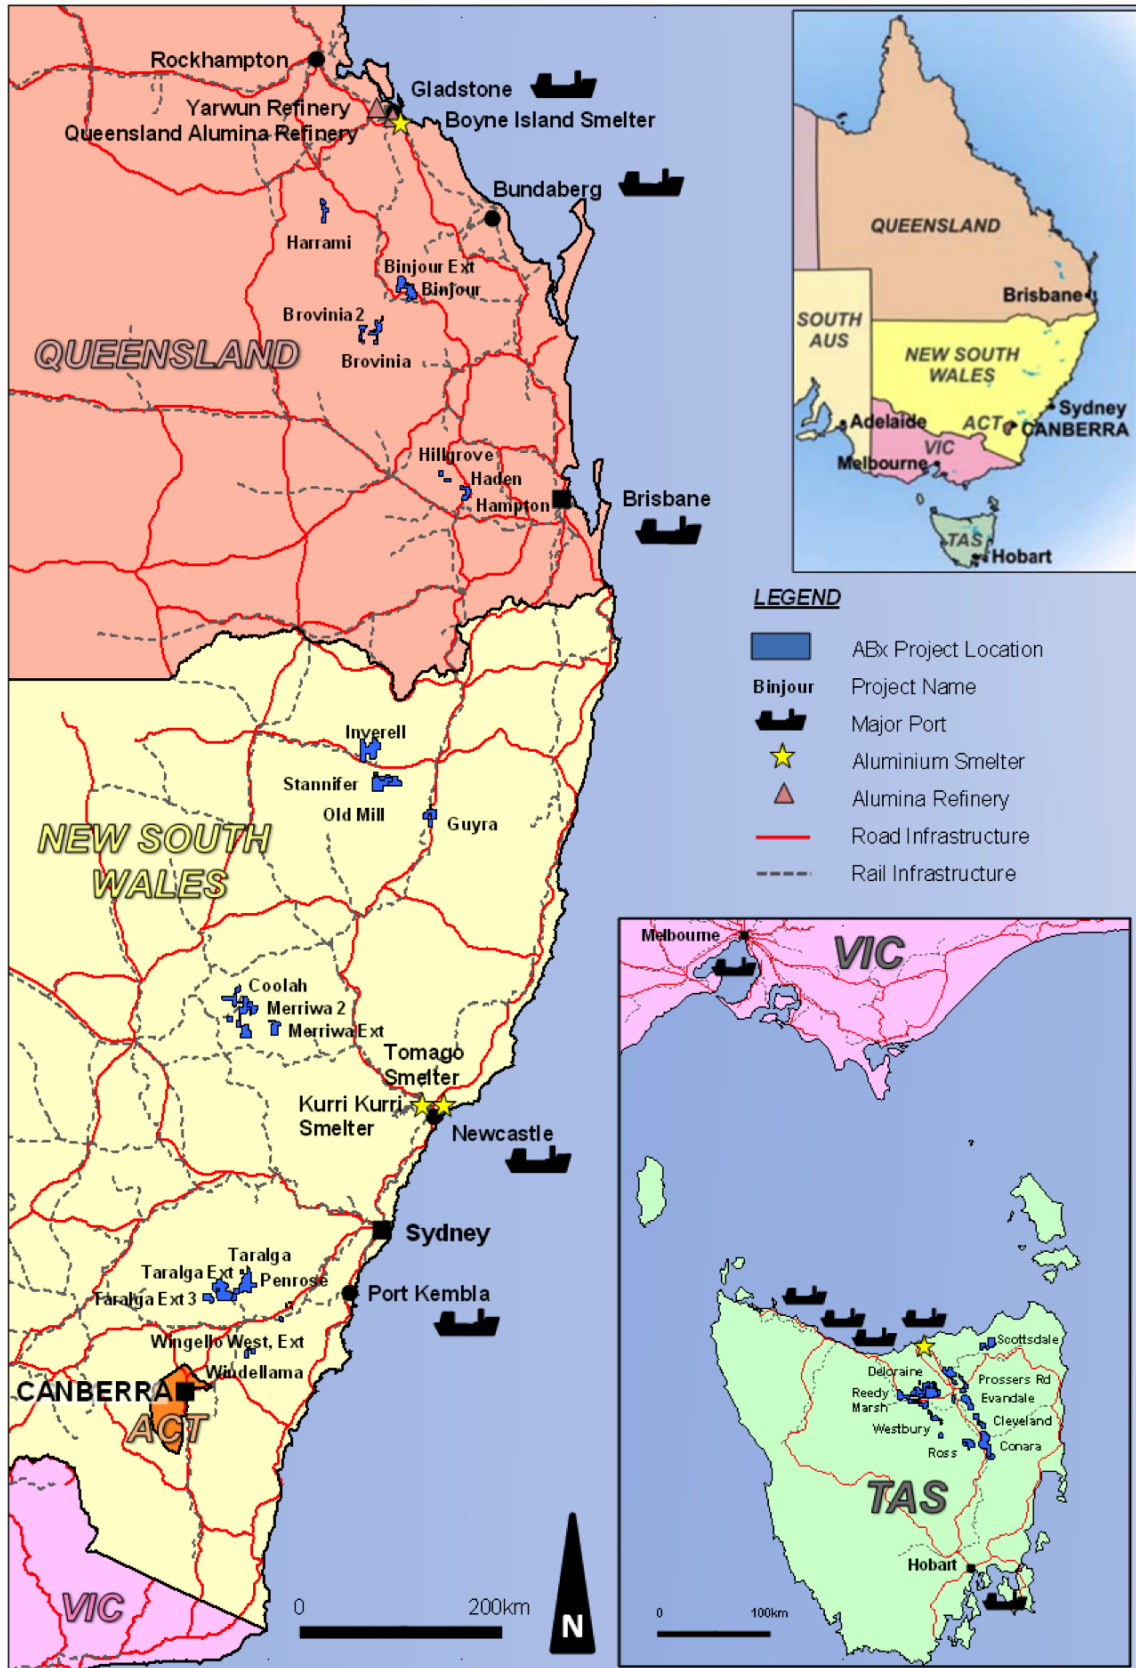 Rockhampton
Gladstone
Yarwun Refinery
Queensland Alumina Refinery
Boyne Island Smelter
Bundaberg
Harrami
Binjour Ext
Binjour
Brovinia 2
Brovinia
QUEENSLAND
Hillgrove
Haden
Hampton
Brisbane
Inverell
Stannifer
Old Mill
Guyra
NEW SOUTH
WALES
Coolah
Merriwa 2
Merriwa Ext
Tomago
Smelter
Kurri Kurri
Smelter
Newcastle
Sydney
Taralga
Taralga Ext
Penrose
Taralga Ext 3
Port Kembla
Wingello West, Ext
Windellama
CANBERRA
ACT
VIC
0
200km
N
QUEENSLAND
Brisbane
SOUTH
AUS
NEW SOUTH
WALES
Sydney
ACT
CANBERRA
Adelaide
VIC
Melbourne
TAS
Hobart
LEGEND
ABx Project Location
Binjour
Project Name
Major Port
Aluminium Smelter
Alumina Refinery
Road Infrastructure
Rail Infrastructure
Melbourne
VIC
Scottsdale
Deloraine
Prossers Rd
Reedy
Marsh
Evandale
Westbury
Cleveland
Ross
Conara
TAS
Hobart
0
100km